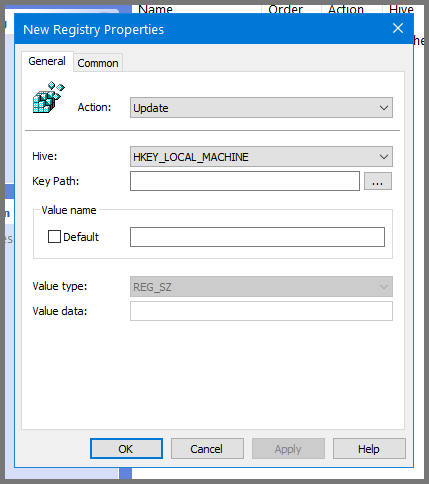 Name Order Action Hive
New Registry Properties
General Common
Action: Update
Hive: HKEY_LOCAL_MACHINE
Key Path: ...
Value name
Default
Value type: REG_SZ
Value data:
OK Cancel Apply Help